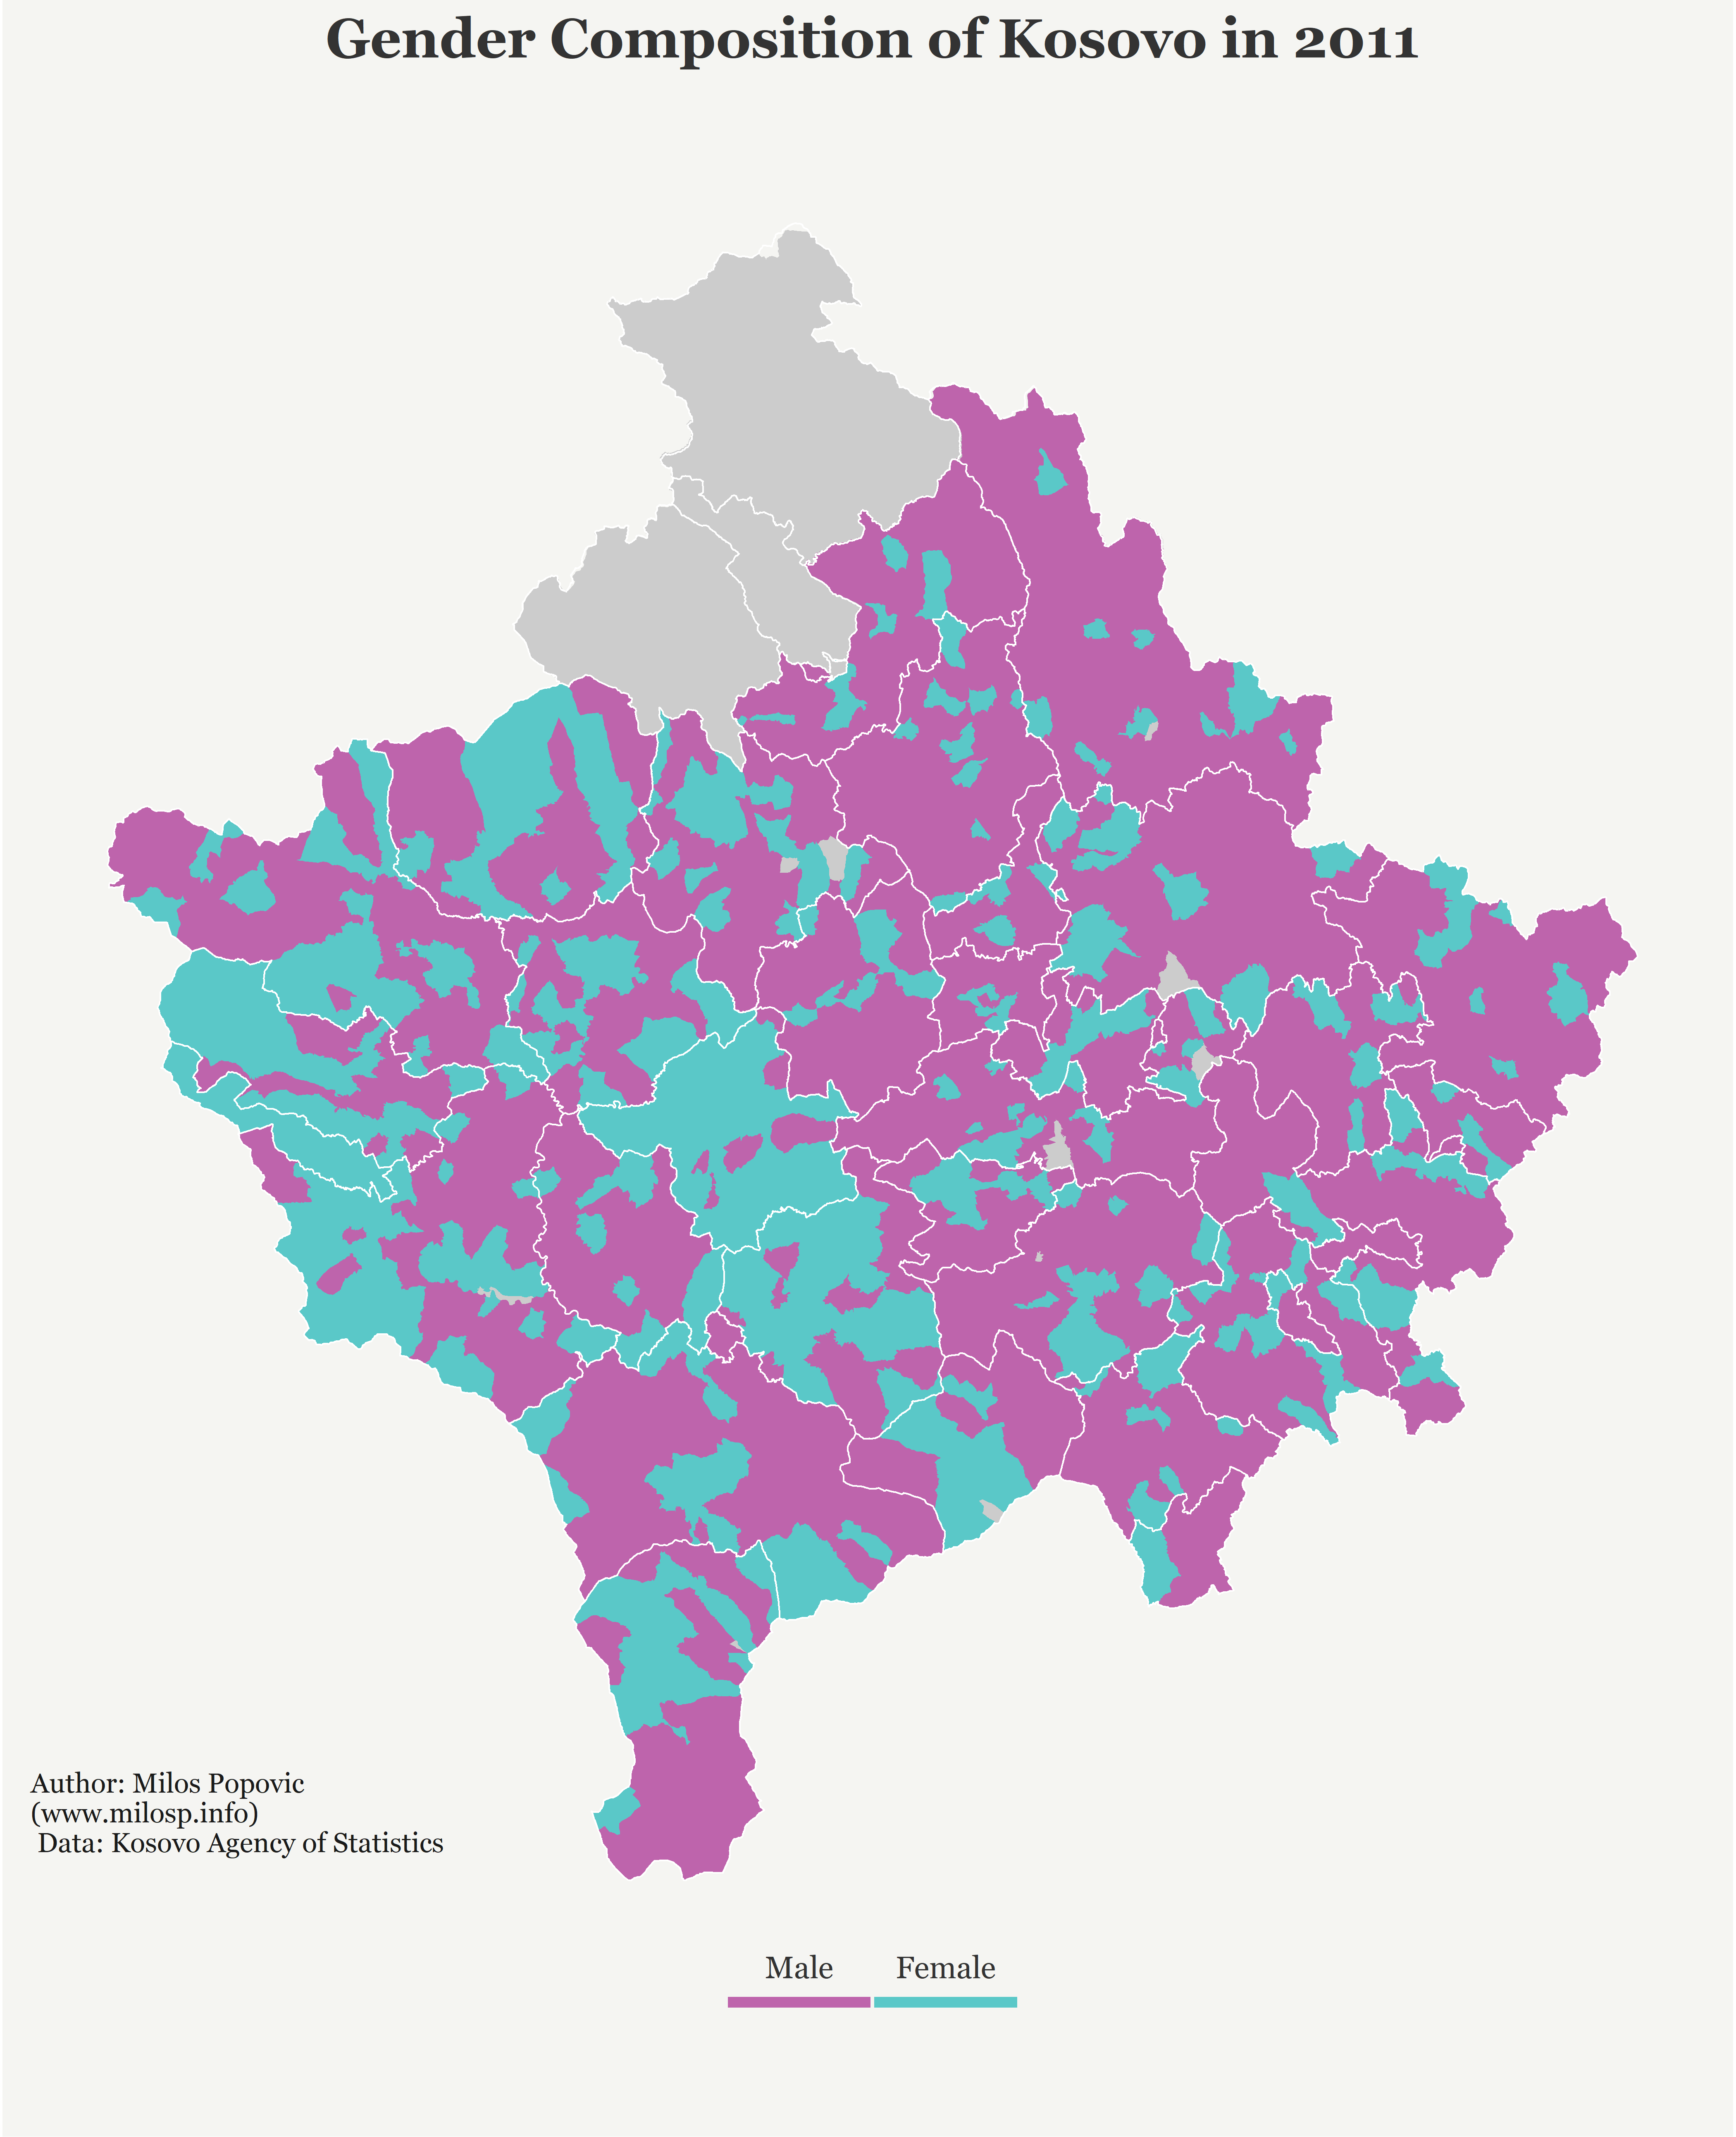 Gender Composition of Kosovo in 2011
Author: Milos Popovic
(www.milosp.info)
Data: Kosovo Agency of Statistics
Male Female